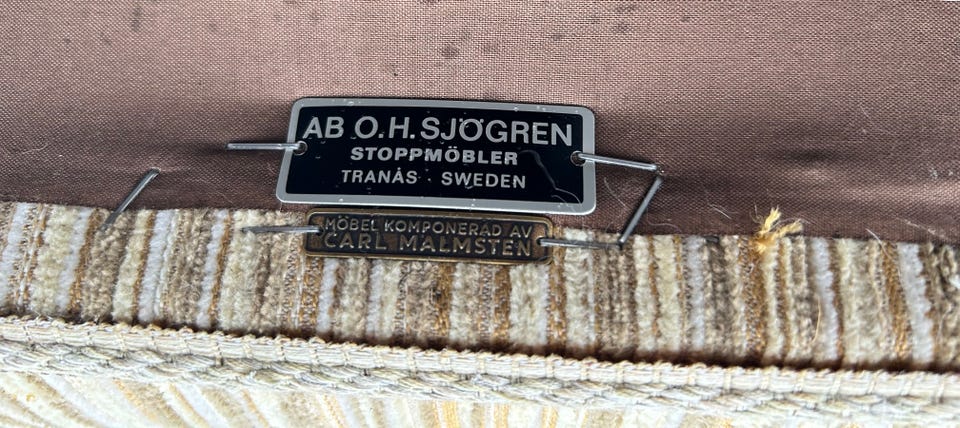 AB O.H. SJÖGREN
STOPPMÖBLER
TRANÅS · SWEDEN
MÖBEL KOMPONERAD AV
CARL MALMSTEN